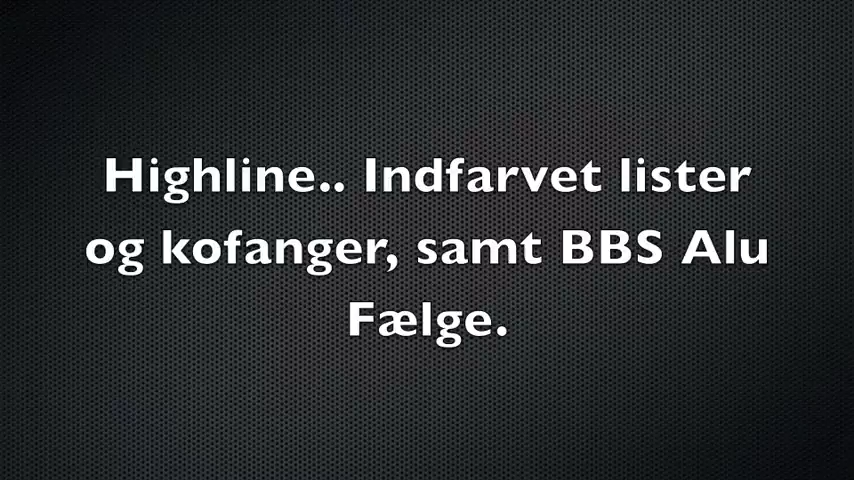 Highline.. Indfarvet lister
og kofanger, samt BBS Alu
Fælge.